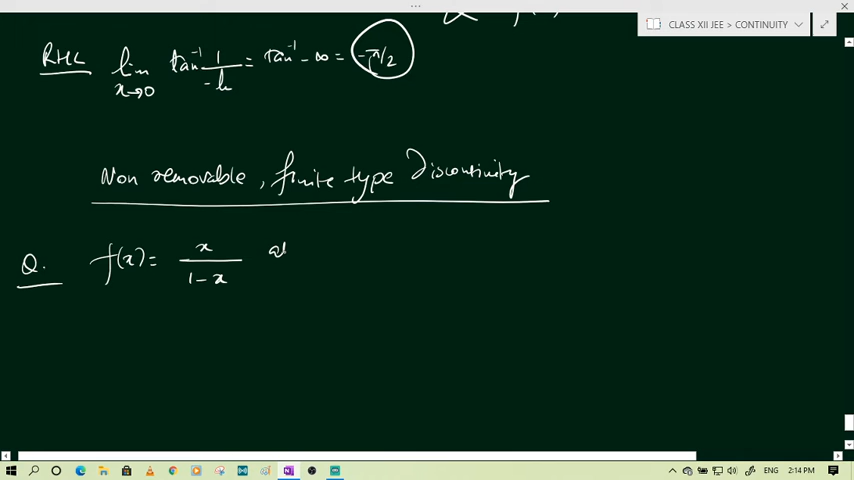 CLASS XII JEE > CONTINUITY
RHL lim x→0 tan⁻¹ 1/-h = tan⁻¹ -∞ = -π/2
Non removable, finite type Discontinuity
Q. f(x) = x/1-x at
ENG 2:14 PM